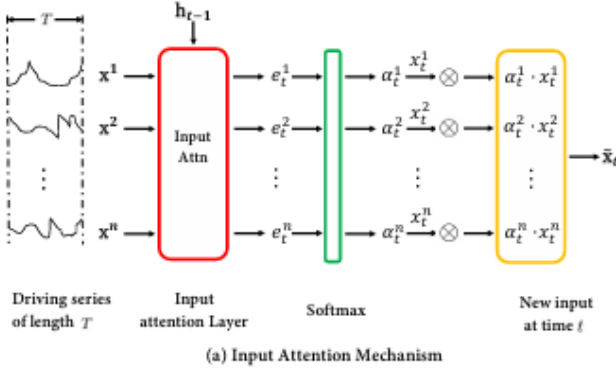 h_{t-1}
T
x^1 e_t^1 α_t^1 x_t^1 ⊗ α_t^1 · x_t^1
x^2 e_t^2 α_t^2 x_t^2 ⊗ α_t^2 · x_t^2
Input
Attn
x̃_t
⋮ ⋮ ⋮ ⋮
x^n e_t^n α_t^n x_t^n ⊗ α_t^n · x_t^n
Driving series
of length T
Input
attention Layer
Softmax
New input
at time t
(a) Input Attention Mechanism